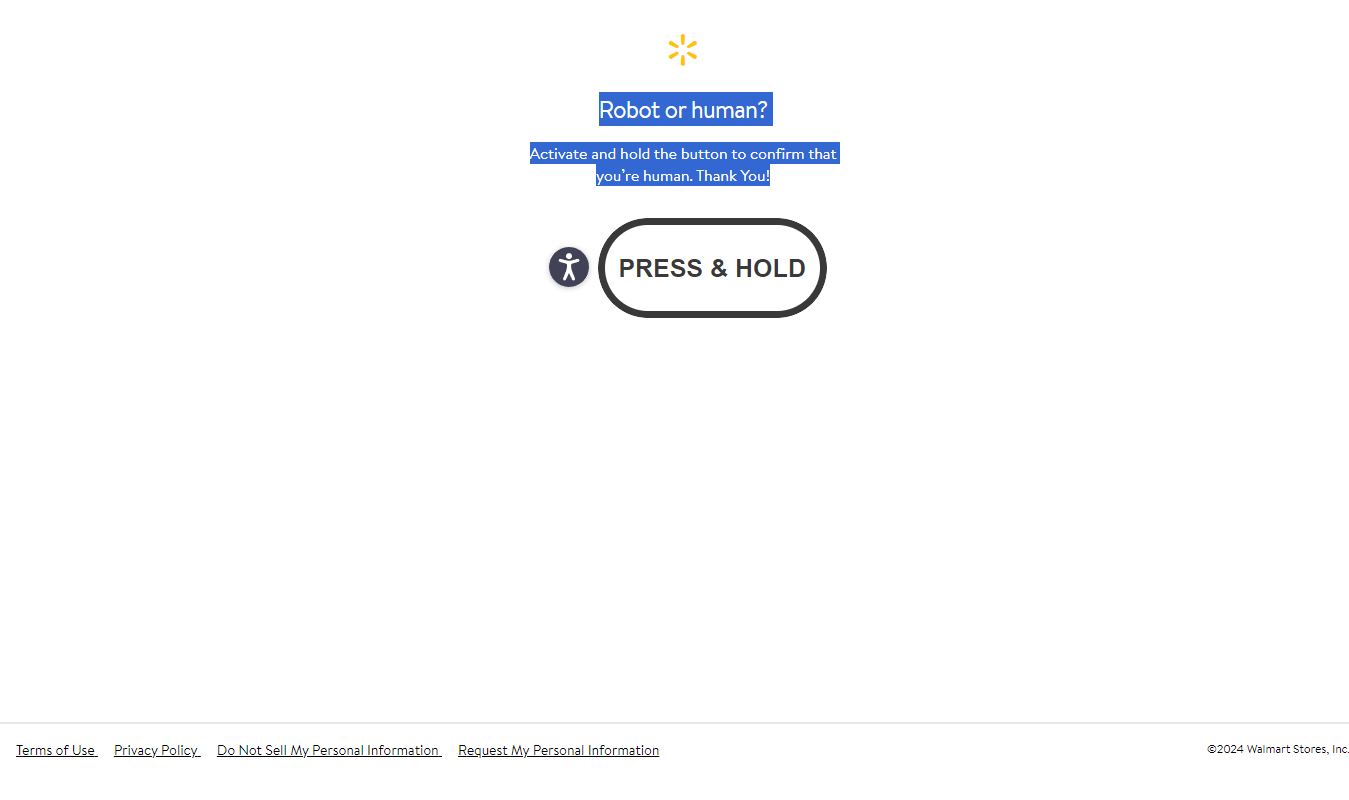 Robot or human?
Activate and hold the button to confirm that
you’re human. Thank You!
PRESS & HOLD
Terms of Use Privacy Policy Do Not Sell My Personal Information Request My Personal Information ©2024 Walmart Stores, Inc.